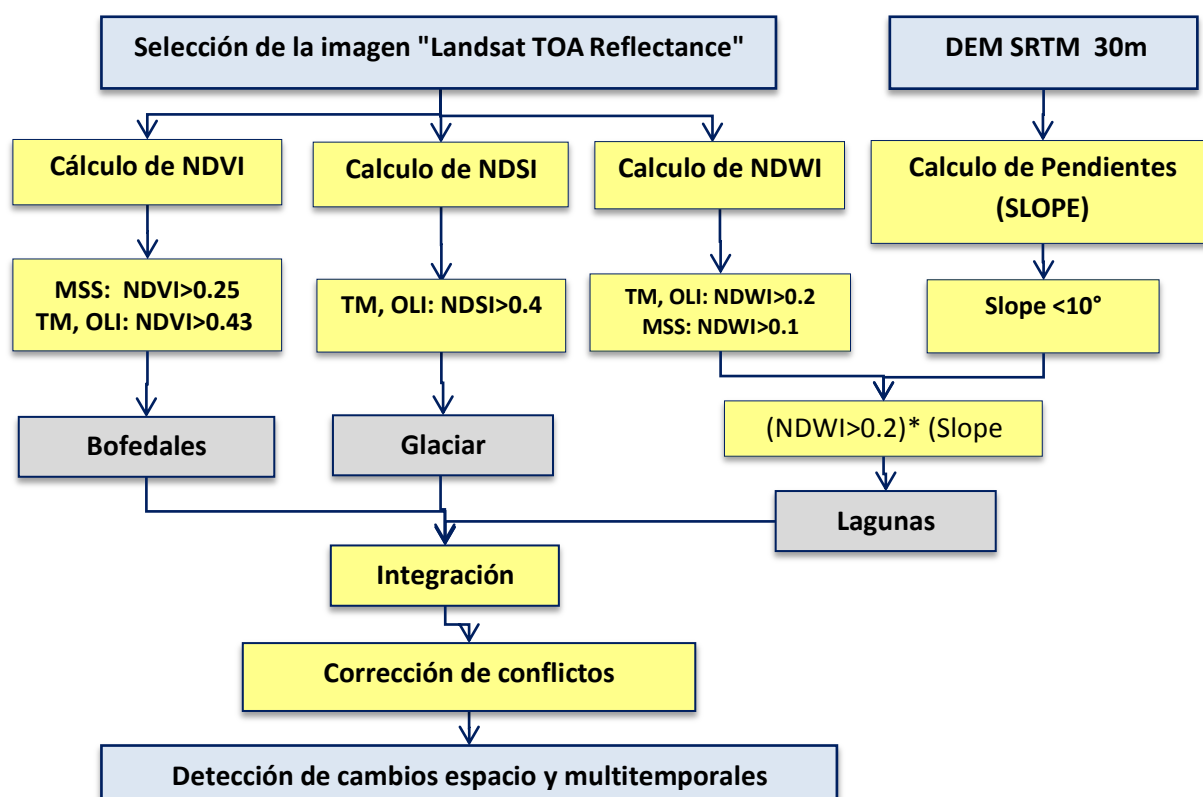 Selección de la imagen "Landsat TOA Reflectance"
DEM SRTM 30m
Cálculo de NDVI
Calculo de NDSI
Calculo de NDWI
Calculo de Pendientes
(SLOPE)
MSS: NDVI>0.25
TM, OLI: NDVI>0.43
TM, OLI: NDSI>0.4
TM, OLI: NDWI>0.2
MSS: NDWI>0.1
Slope <10°
(NDWI>0.2)* (Slope
Bofedales
Glaciar
Lagunas
Integración
Corrección de conflictos
Detección de cambios espacio y multitemporales